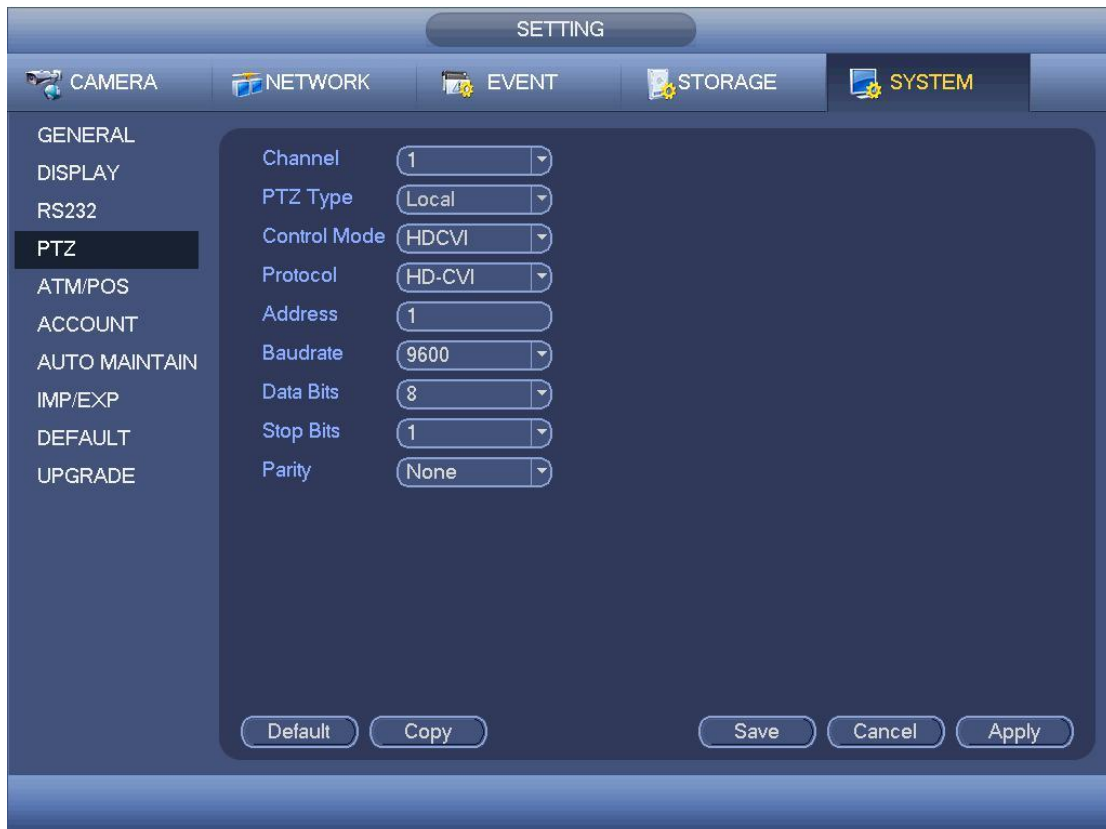 SETTING
CAMERA NETWORK EVENT STORAGE SYSTEM
GENERAL
DISPLAY
RS232
PTZ
ATM/POS
ACCOUNT
AUTO MAINTAIN
IMP/EXP
DEFAULT
UPGRADE
Channel 1
PTZ Type Local
Control Mode HDCVI
Protocol HD-CVI
Address 1
Baudrate 9600
Data Bits 8
Stop Bits 1
Parity None
Default Copy Save Cancel Apply